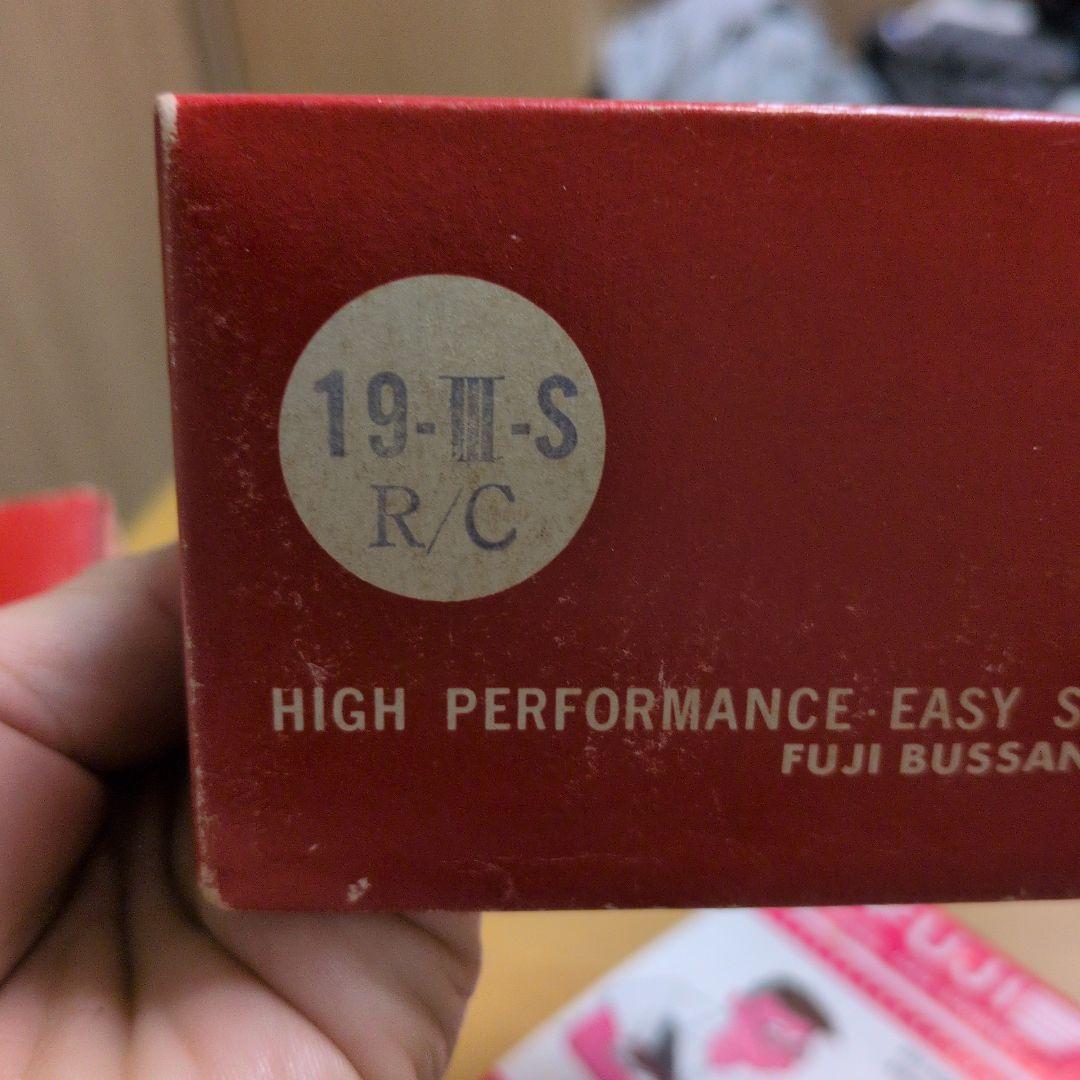 19-III-S
R/C
HIGH PERFORMANCE · EASY S
FUJI BUSSAN